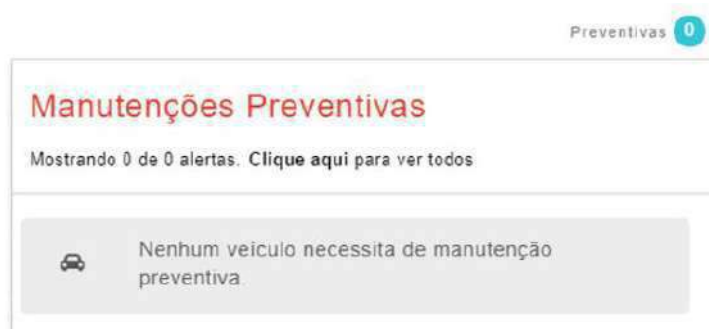 Preventivas 0
Manutenções Preventivas
Mostrando 0 de 0 alertas. Clique aqui para ver todos
Nenhum veículo necessita de manutenção
preventiva.